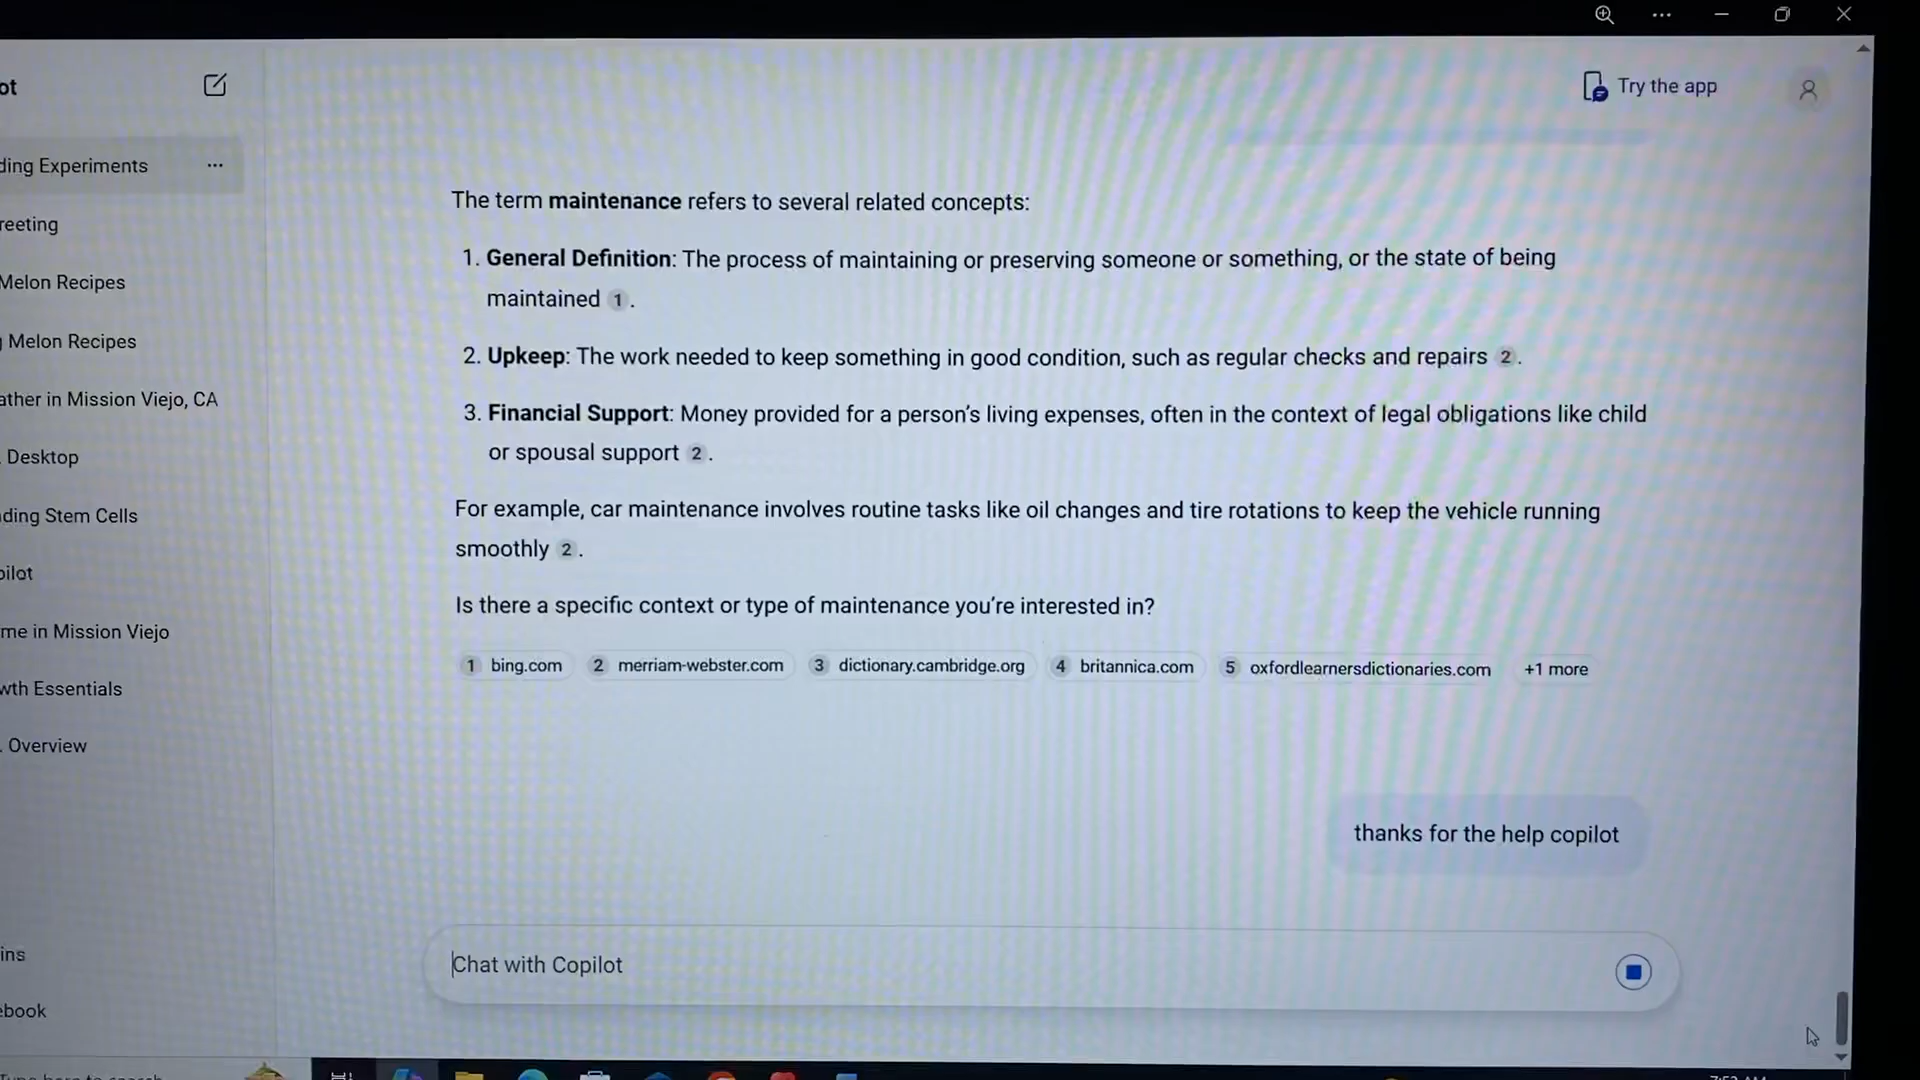 ot
Try the app
ding Experiments
reeting
Melon Recipes
Melon Recipes
ather in Mission Viejo, CA
Desktop
ding Stem Cells
pilot
me in Mission Viejo
wth Essentials
. Overview
ins
ebook
The term maintenance refers to several related concepts:
1. General Definition: The process of maintaining or preserving someone or something, or the state of being
maintained 1.
2. Upkeep: The work needed to keep something in good condition, such as regular checks and repairs 2.
3. Financial Support: Money provided for a person's living expenses, often in the context of legal obligations like child
or spousal support 2.
For example, car maintenance involves routine tasks like oil changes and tire rotations to keep the vehicle running
smoothly 2.
Is there a specific context or type of maintenance you're interested in?
1 bing.com 2 merriam-webster.com 3 dictionary.cambridge.org 4 britannica.com 5 oxfordlearnersdictionaries.com +1 more
thanks for the help copilot
Chat with Copilot